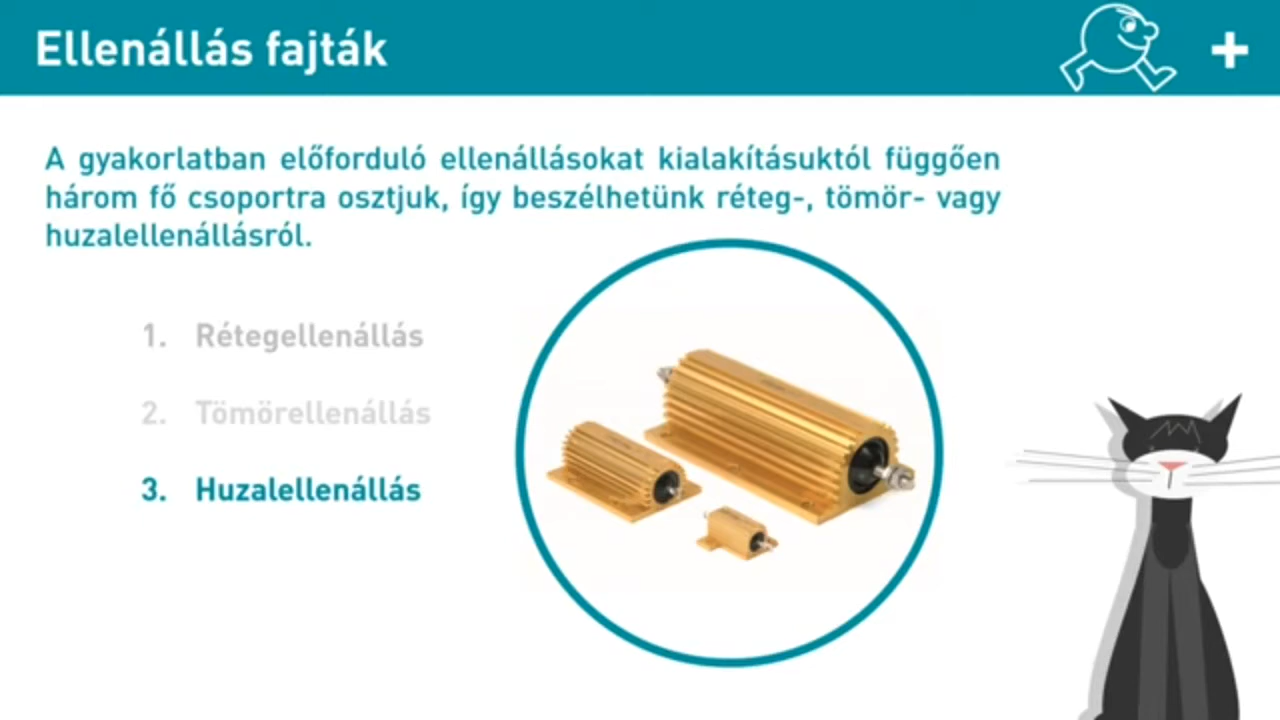 Ellenállás fajták
A gyakorlatban előforduló ellenállásokat kialakításuktól függően
három fő csoportra osztjuk, így beszélhetünk réteg-, tömör- vagy
huzalellenállásról.
1. Rétegellenállás
2. Tömörellenállás
3. Huzalellenállás